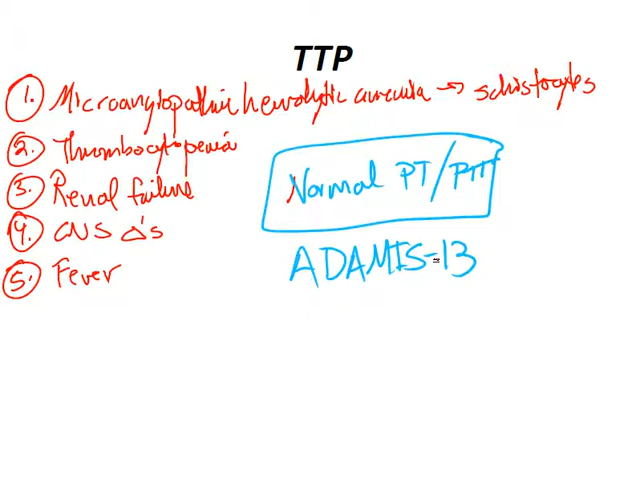 TTP
1. Microangiopathic hemolytic anemia → schistocytes
2. Thrombocytopenia
Normal PT/PTT
3. Renal failure
4. CNS Δ's
ADAMIS-13
5. Fever